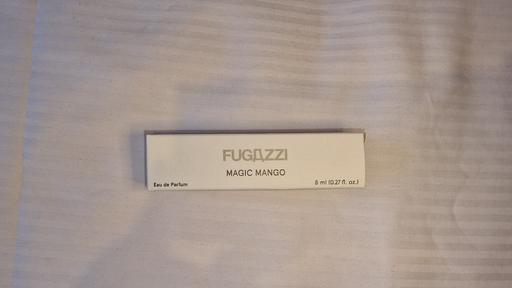 FUGAZZI
MAGIC MANGO
Eau de Parfum
8 ml (0.27 fl. oz.)